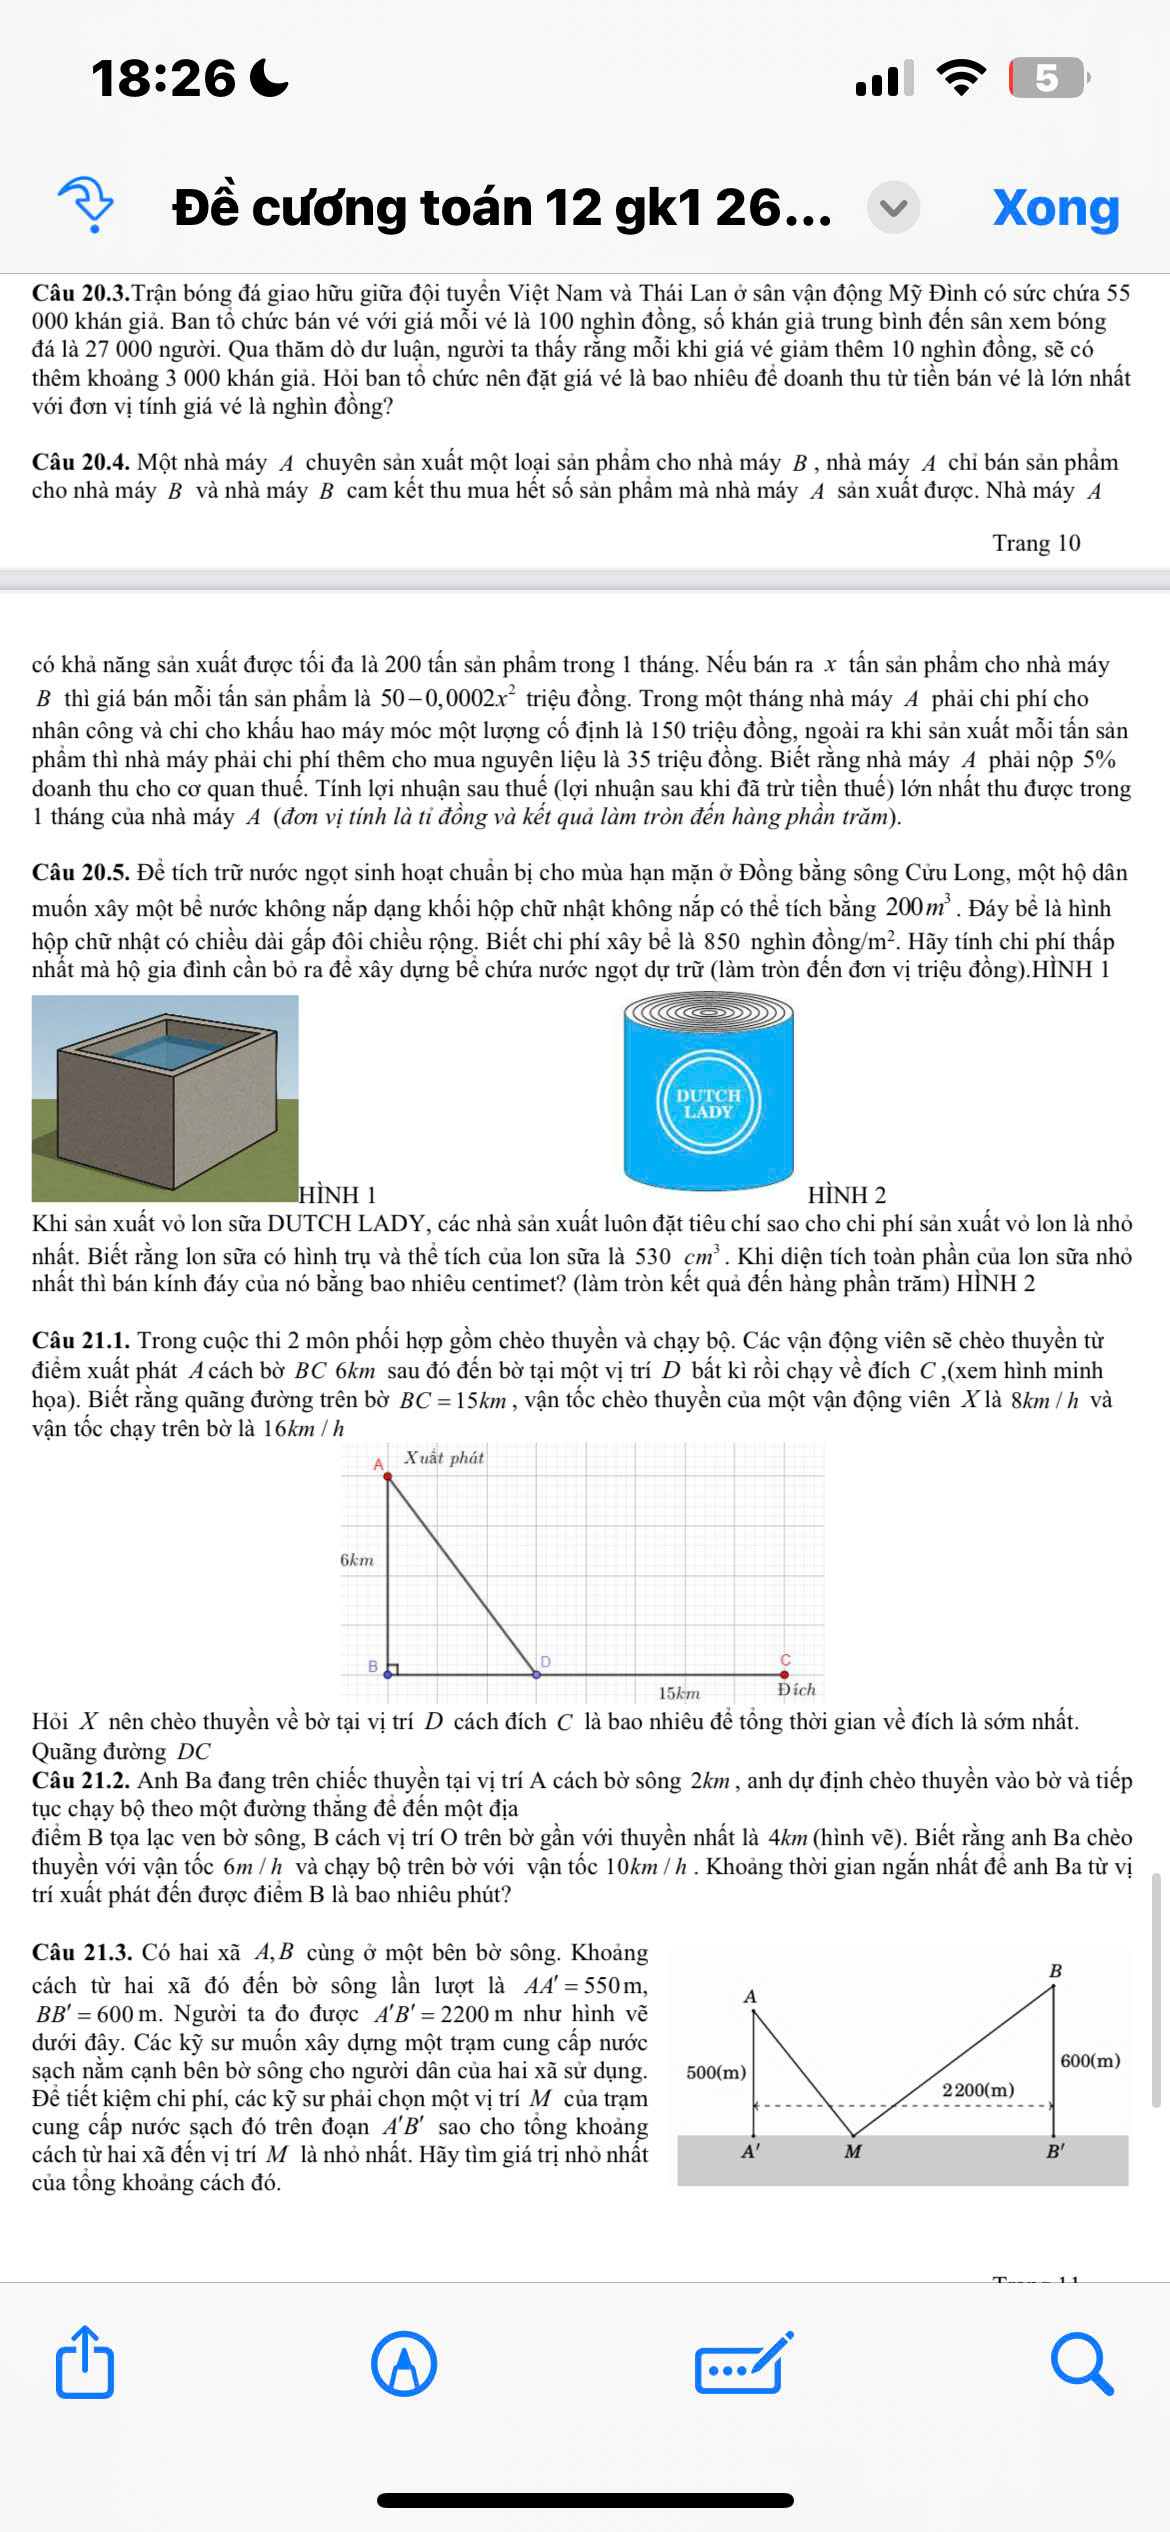 18:26
5
Đề cương toán 12 gk1 26...
Xong
Câu 20.3.Trận bóng đá giao hữu giữa đội tuyển Việt Nam và Thái Lan ở sân vận động Mỹ Đình có sức chứa 55
000 khán giả. Ban tổ chức bán vé với giá mỗi vé là 100 nghìn đồng, số khán giả trung bình đến sân xem bóng
đá là 27 000 người. Qua thăm dò dư luận, người ta thấy rằng mỗi khi giá vé giảm thêm 10 nghìn đồng, sẽ có
thêm khoảng 3 000 khán giả. Hỏi ban tổ chức nên đặt giá vé là bao nhiêu để doanh thu từ tiền bán vé là lớn nhất
với đơn vị tính giá vé là nghìn đồng?
Câu 20.4. Một nhà máy A chuyên sản xuất một loại sản phẩm cho nhà máy B , nhà máy A chỉ bán sản phẩm
cho nhà máy B và nhà máy B cam kết thu mua hết số sản phẩm mà nhà máy A sản xuất được. Nhà máy A
Trang 10
có khả năng sản xuất được tối đa là 200 tấn sản phẩm trong 1 tháng. Nếu bán ra x tấn sản phẩm cho nhà máy
B thì giá bán mỗi tấn sản phẩm là 50−0,0002x² triệu đồng. Trong một tháng nhà máy A phải chi phí cho
nhân công và chi cho khấu hao máy móc một lượng cố định là 150 triệu đồng, ngoài ra khi sản xuất mỗi tấn sản
phẩm thì nhà máy phải chi phí thêm cho mua nguyên liệu là 35 triệu đồng. Biết rằng nhà máy A phải nộp 5%
doanh thu cho cơ quan thuế. Tính lợi nhuận sau thuế (lợi nhuận sau khi đã trừ tiền thuế) lớn nhất thu được trong
1 tháng của nhà máy A (đơn vị tính là tỉ đồng và kết quả làm tròn đến hàng phần trăm).
Câu 20.5. Để tích trữ nước ngọt sinh hoạt chuẩn bị cho mùa hạn mặn ở Đồng bằng sông Cửu Long, một hộ dân
muốn xây một bể nước không nắp dạng khối hộp chữ nhật không nắp có thể tích bằng 200m³ . Đáy bể là hình
hộp chữ nhật có chiều dài gấp đôi chiều rộng. Biết chi phí xây bể là 850 nghìn đồng/m². Hãy tính chi phí thấp
nhất mà hộ gia đình cần bỏ ra để xây dựng bể chứa nước ngọt dự trữ (làm tròn đến đơn vị triệu đồng).HÌNH 1
DUTCH
LADY
HÌNH 1
HÌNH 2
Khi sản xuất vỏ lon sữa DUTCH LADY, các nhà sản xuất luôn đặt tiêu chí sao cho chi phí sản xuất vỏ lon là nhỏ
nhất. Biết rằng lon sữa có hình trụ và thể tích của lon sữa là 530 cm³ . Khi diện tích toàn phần của lon sữa nhỏ
nhất thì bán kính đáy của nó bằng bao nhiêu centimet? (làm tròn kết quả đến hàng phần trăm) HÌNH 2
Câu 21.1. Trong cuộc thi 2 môn phối hợp gồm chèo thuyền và chạy bộ. Các vận động viên sẽ chèo thuyền từ
điểm xuất phát A cách bờ BC 6km sau đó đến bờ tại một vị trí D bất kì rồi chạy về đích C ,(xem hình minh
họa). Biết rằng quãng đường trên bờ BC = 15km , vận tốc chèo thuyền của một vận động viên X là 8km / h và
vận tốc chạy trên bờ là 16km / h
A
Xuất phát
6km
B
D
C
15km
Đích
Hỏi X nên chèo thuyền về bờ tại vị trí D cách đích C là bao nhiêu để tổng thời gian về đích là sớm nhất.
Quãng đường DC
Câu 21.2. Anh Ba đang trên chiếc thuyền tại vị trí A cách bờ sông 2km , anh dự định chèo thuyền vào bờ và tiếp
tục chạy bộ theo một đường thẳng để đến một địa
điểm B tọa lạc ven bờ sông, B cách vị trí O trên bờ gần với thuyền nhất là 4km (hình vẽ). Biết rằng anh Ba chèo
thuyền với vận tốc 6m / h và chạy bộ trên bờ với vận tốc 10km / h . Khoảng thời gian ngắn nhất để anh Ba từ vị
trí xuất phát đến được điểm B là bao nhiêu phút?
Câu 21.3. Có hai xã A,B cùng ở một bên bờ sông. Khoảng
cách từ hai xã đó đến bờ sông lần lượt là AA' = 550m,
BB' = 600 m. Người ta đo được A'B' = 2200 m như hình vẽ
dưới đây. Các kỹ sư muốn xây dựng một trạm cung cấp nước
sạch nằm cạnh bên bờ sông cho người dân của hai xã sử dụng.
Để tiết kiệm chi phí, các kỹ sư phải chọn một vị trí M của trạm
cung cấp nước sạch đó trên đoạn A'B' sao cho tổng khoảng
cách từ hai xã đến vị trí M là nhỏ nhất. Hãy tìm giá trị nhỏ nhất
của tổng khoảng cách đó.
B
A
500(m)
600(m)
2200(m)
A'
M
B'